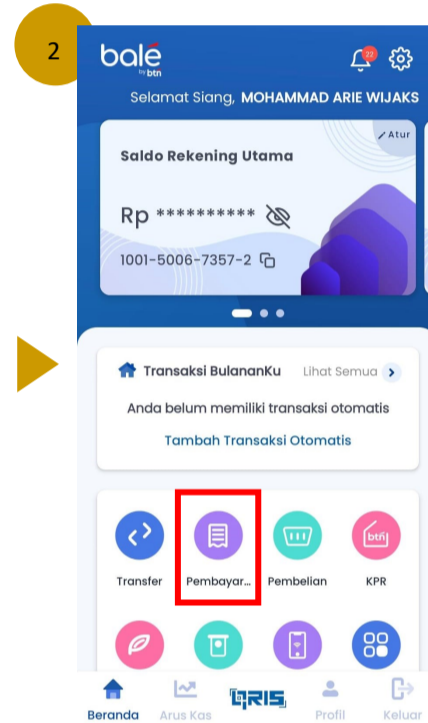 2
balé
by btn
22
Selamat Siang, MOHAMMAD ARIE WIJAKS
Atur
Saldo Rekening Utama
Rp **********
1001-5006-7357-2
Transaksi BulananKu Lihat Semua
Anda belum memiliki transaksi otomatis
Tambah Transaksi Otomatis
btn
Transfer Pembayar... Pembelian KPR
Beranda Arus Kas QRIS Profil Keluar